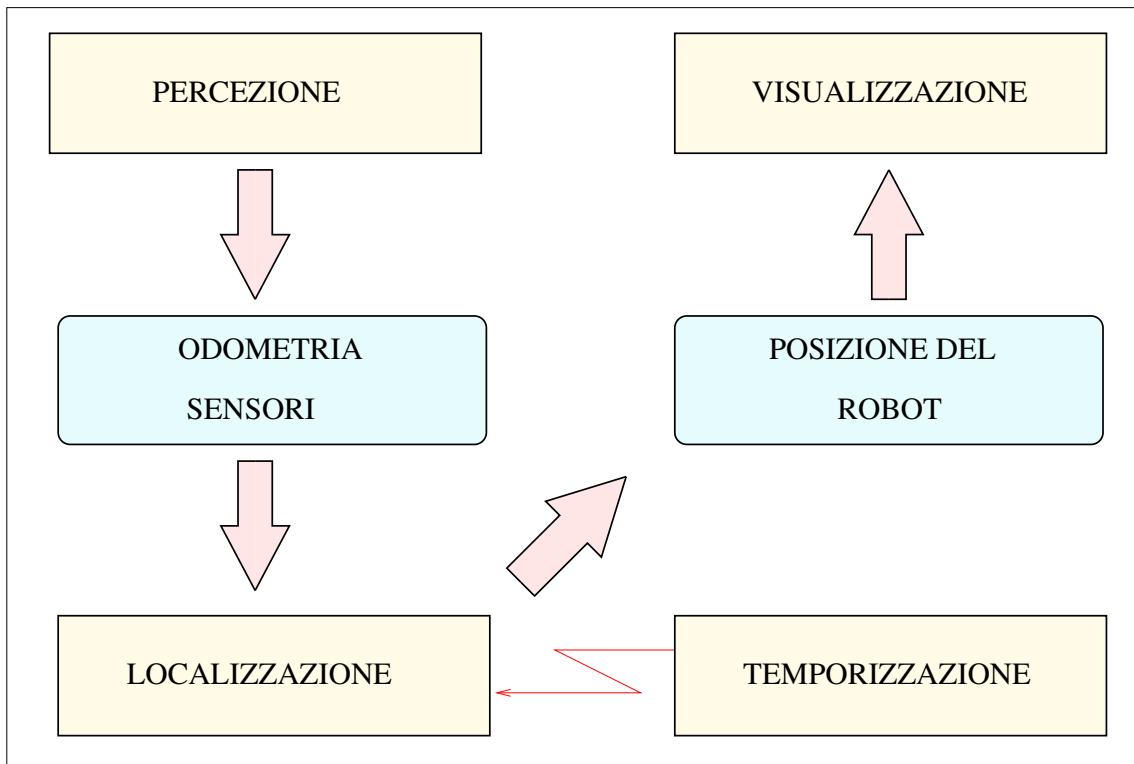 PERCEZIONE
VISUALIZZAZIONE
ODOMETRIA
SENSORI
POSIZIONE DEL
ROBOT
LOCALIZZAZIONE
TEMPORIZZAZIONE